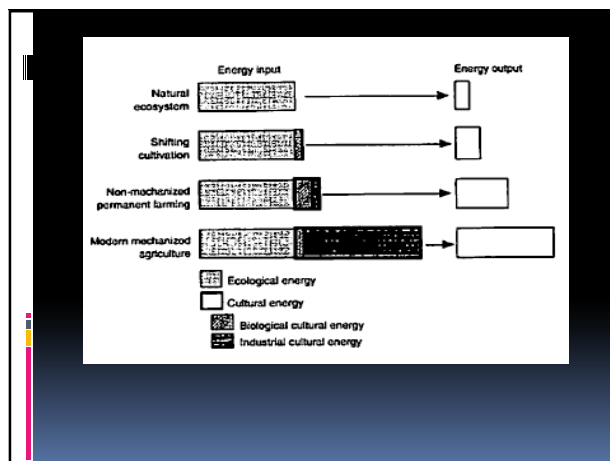 Energy input
Energy output
Natural
ecosystem
Shifting
cultivation
Non-mechanized
permanent farming
Modern mechanized
agriculture
Ecological energy
Cultural energy
Biological cultural energy
Industrial cultural energy